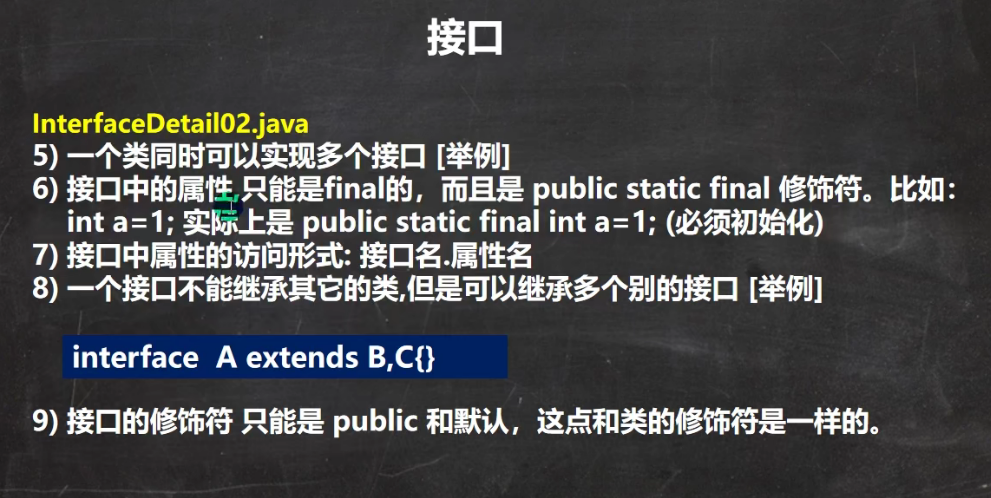 接口
InterfaceDetail02.java
5) 一个类同时可以实现多个接口 [举例]
6) 接口中的属性,只能是final的，而且是 public static final 修饰符。比如:
int a=1; 实际上是 public static final int a=1; (必须初始化)
7) 接口中属性的访问形式: 接口名.属性名
8) 一个接口不能继承其它的类,但是可以继承多个别的接口 [举例]
interface A extends B,C{}
9) 接口的修饰符 只能是 public 和默认，这点和类的修饰符是一样的。